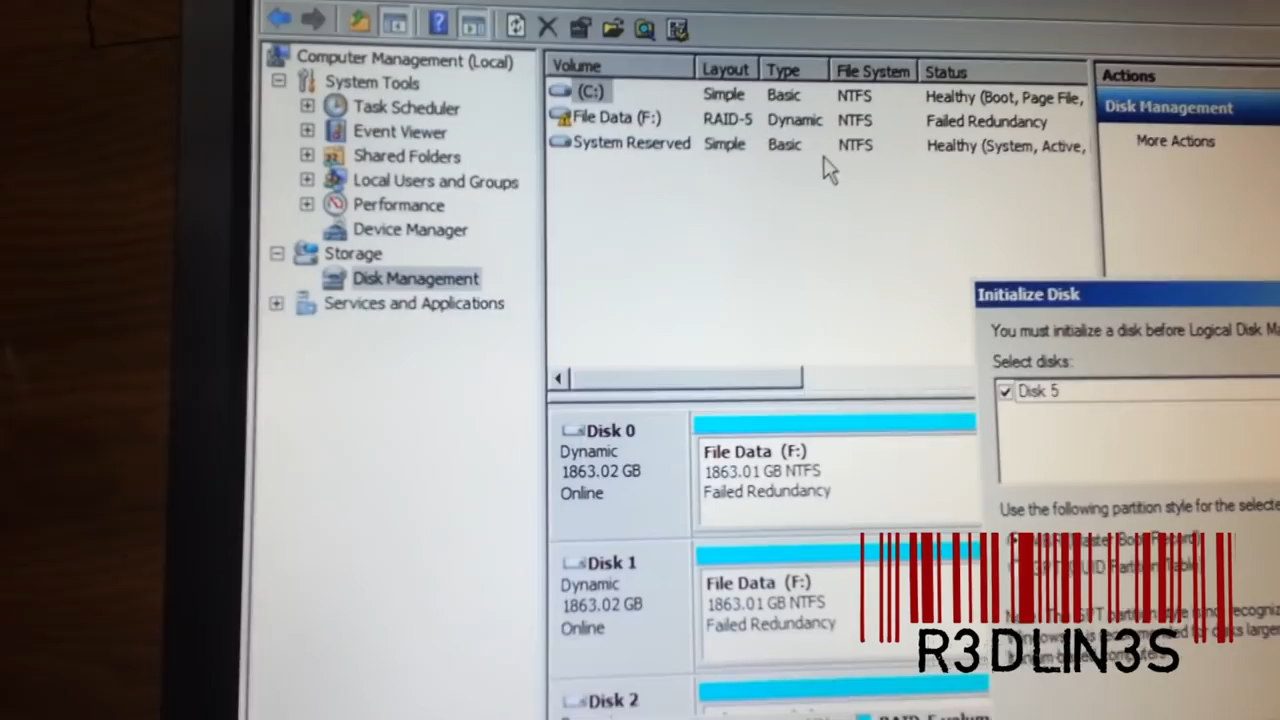 Computer Management (Local)
System Tools
Task Scheduler
Event Viewer
Shared Folders
Local Users and Groups
Performance
Device Manager
Storage
Disk Management
Services and Applications
Volume Layout Type File System Status
(C:) Simple Basic NTFS Healthy (Boot, Page File,
File Data (F:) RAID-5 Dynamic NTFS Failed Redundancy
System Reserved Simple Basic NTFS Healthy (System, Active,
Actions
Disk Management
More Actions
Initialize Disk
You must initialize a disk before Logical Disk Ma
Select disks:
Disk 5
Use the following partition style for the selecte
Disk 0
Dynamic
1863.02 GB
Online
File Data (F:)
1863.01 GB NTFS
Failed Redundancy
Disk 1
Dynamic
1863.02 GB
Online
File Data (F:)
1863.01 GB NTFS
Failed Redundancy
Disk 2
R3DLIN3S